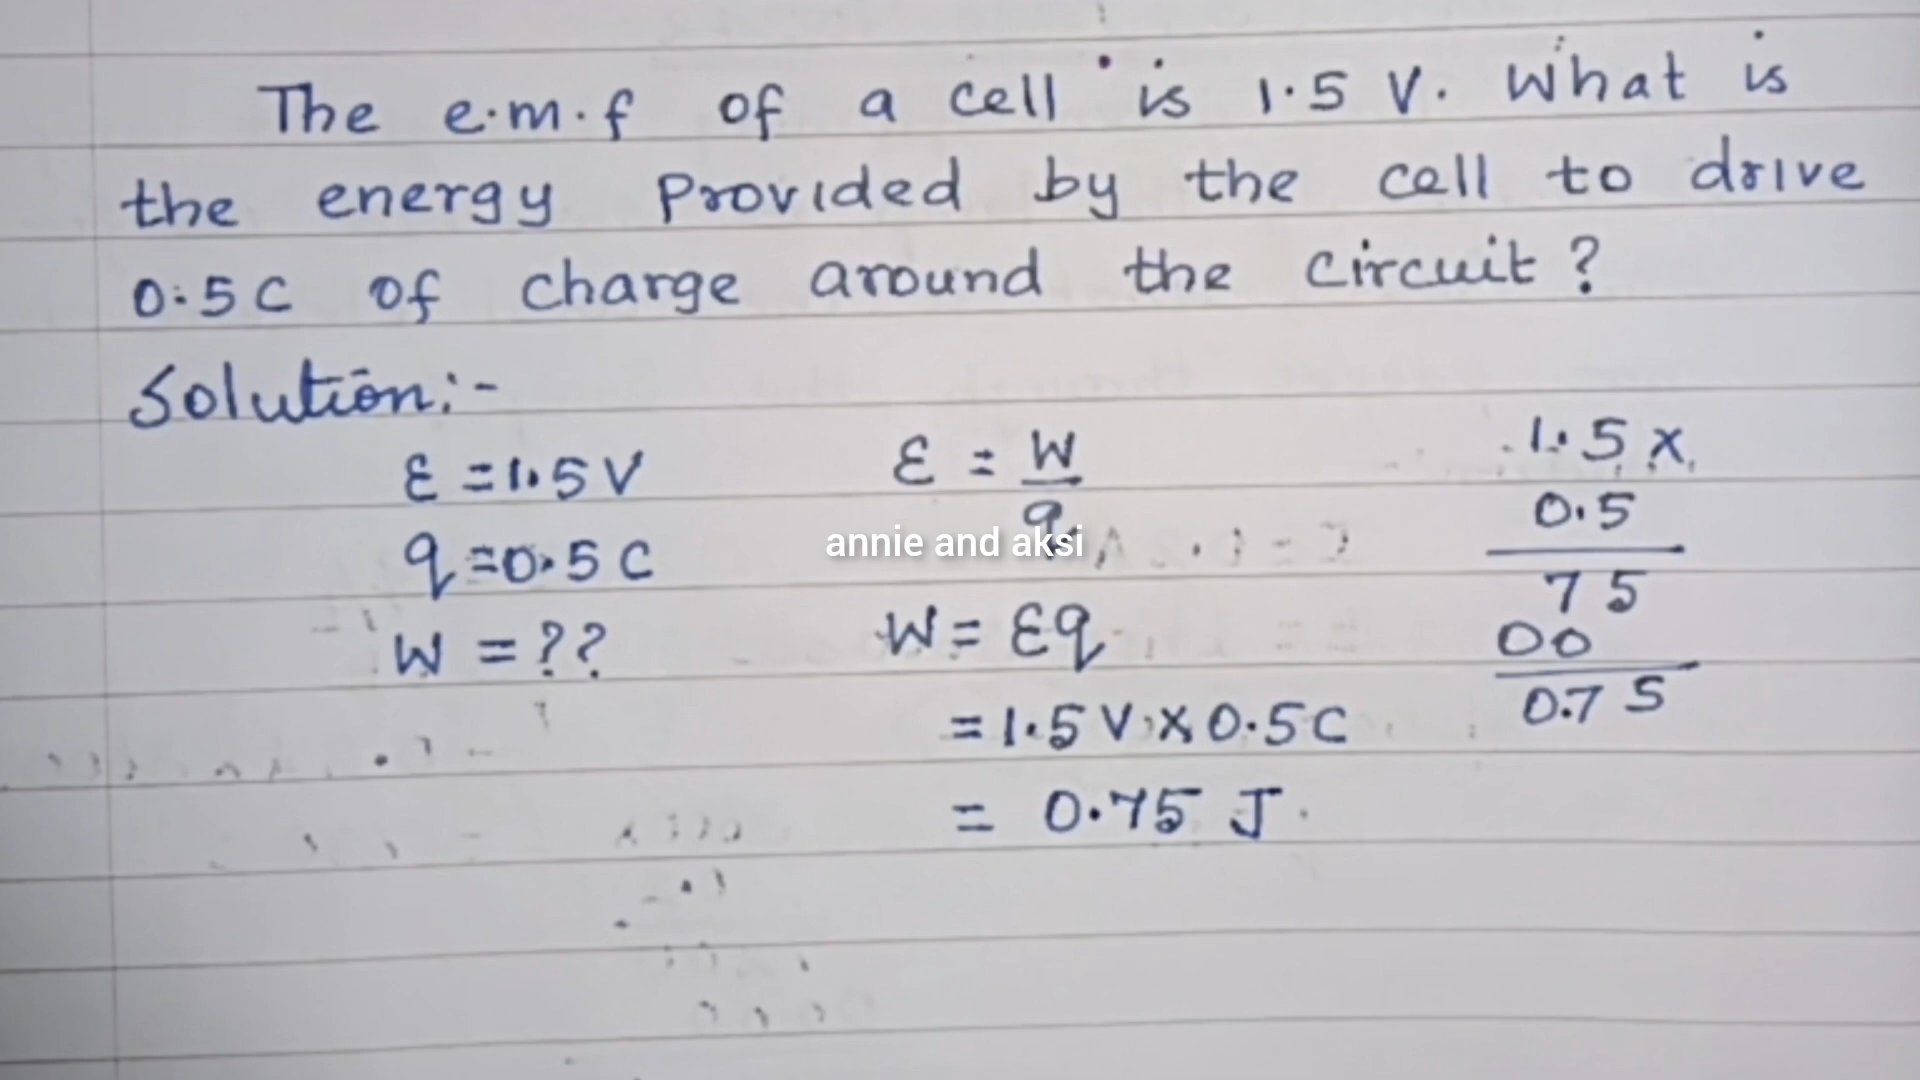 The e.m.f of a cell is 1.5 V. What is
the energy Provided by the cell to drive
0.5C of charge around the circuit?
Solution:-
ε = 1.5 V
q = 0.5 C
W = ??
ε = W
q
annie and aksi
W = εq
= 1.5 V × 0.5C
= 0.75 J.
1.5 x
0.5
75
00
0.75